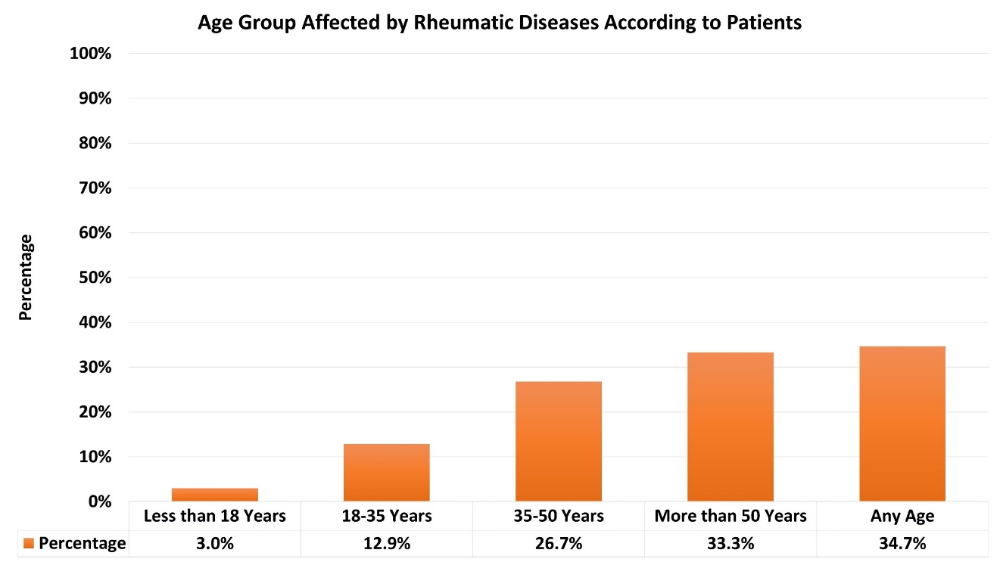 Age Group Affected by Rheumatic Diseases According to Patients
100%
90%
80%
70%
60%
50%
40%
30%
20%
10%
0%
Percentage
Less than 18 Years 18-35 Years 35-50 Years More than 50 Years Any Age
Percentage 3.0% 12.9% 26.7% 33.3% 34.7%